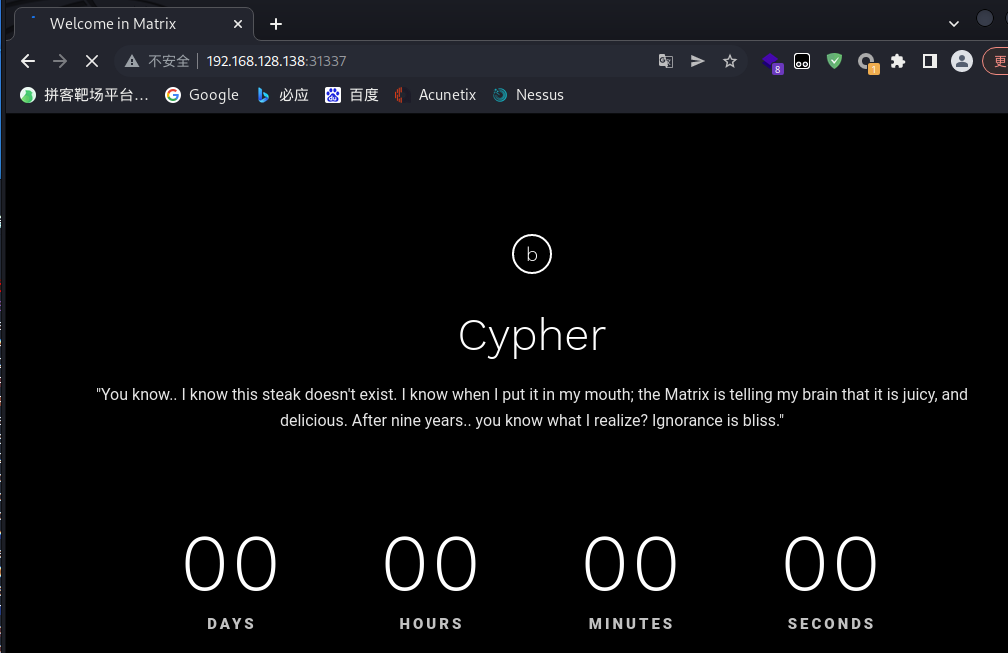 Welcome in Matrix
不安全 192.168.128.138:31337
8
1
更
拼客靶场平台... Google 必应 百度 Acunetix Nessus
b
Cypher
"You know.. I know this steak doesn't exist. I know when I put it in my mouth; the Matrix is telling my brain that it is juicy, and
delicious. After nine years.. you know what I realize? Ignorance is bliss."
00 00 00 00
DAYS HOURS MINUTES SECONDS